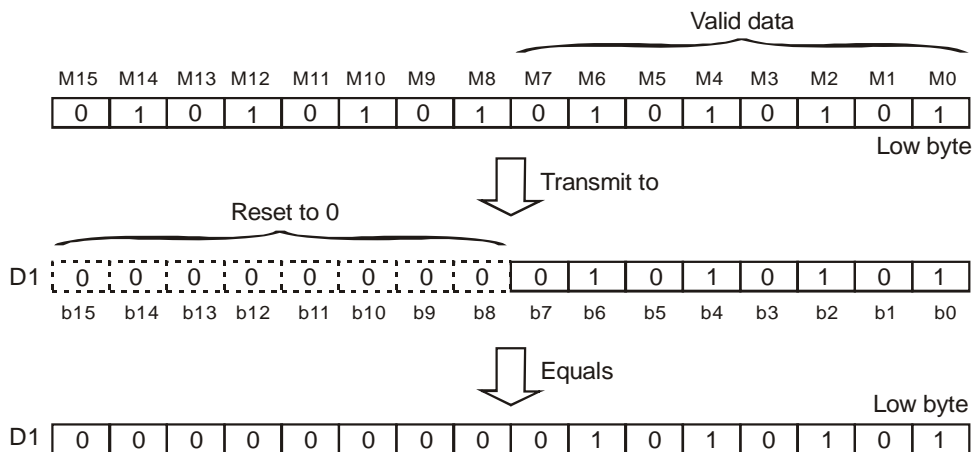 Valid data
M15 M14 M13 M12 M11 M10 M9 M8 M7 M6 M5 M4 M3 M2 M1 M0
0 1 0 1 0 1 0 1 0 1 0 1 0 1 0 1
Low byte
Transmit to
Reset to 0
D1 0 0 0 0 0 0 0 0 0 1 0 1 0 1 0 1
b15 b14 b13 b12 b11 b10 b9 b8 b7 b6 b5 b4 b3 b2 b1 b0
Equals
Low byte
D1 0 0 0 0 0 0 0 0 0 1 0 1 0 1 0 1